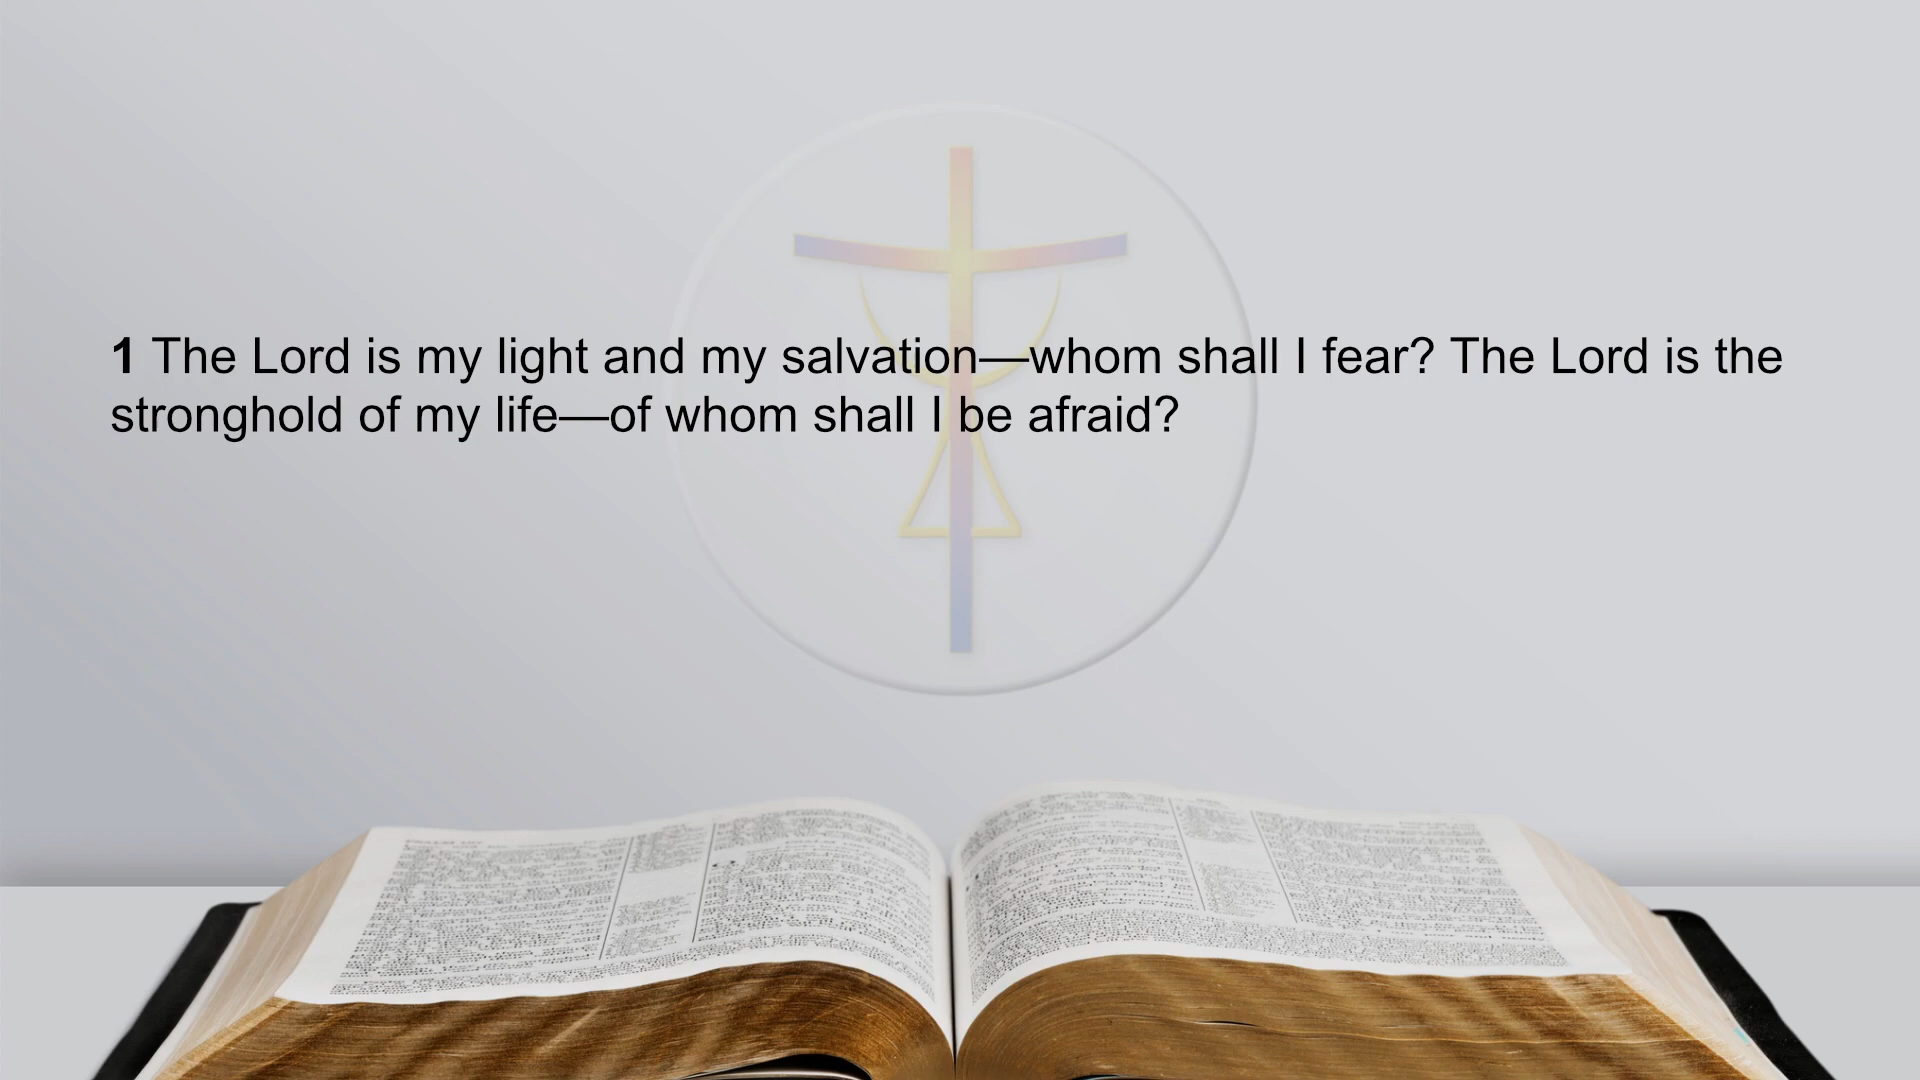 1 The Lord is my light and my salvation—whom shall I fear? The Lord is the
stronghold of my life—of whom shall I be afraid?